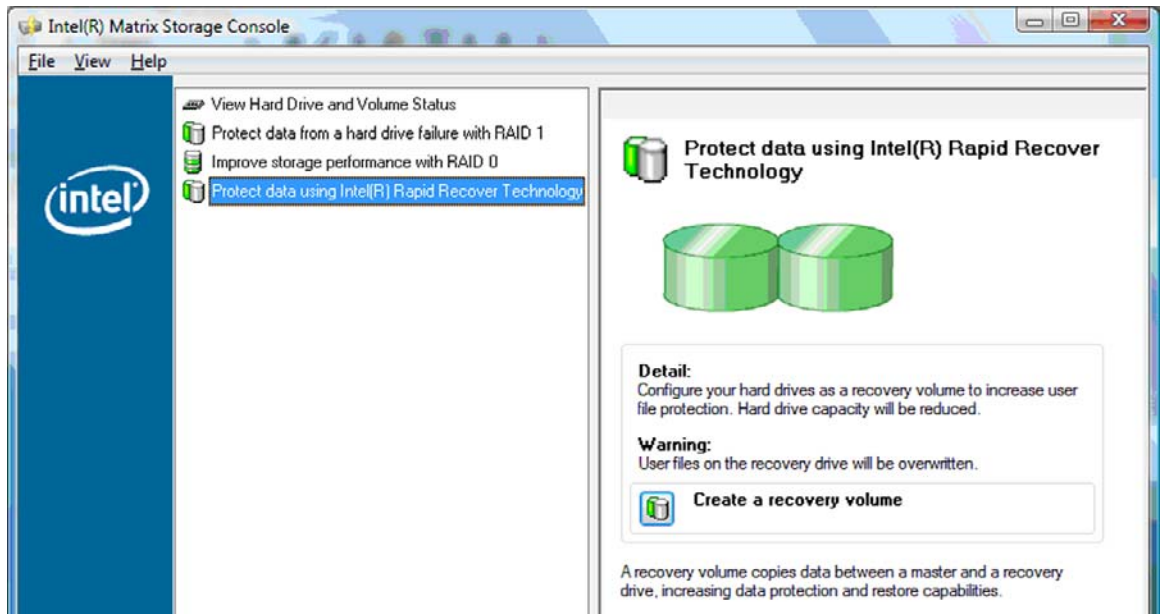 Intel(R) Matrix Storage Console
File View Help
intel
View Hard Drive and Volume Status
Protect data from a hard drive failure with RAID 1
Improve storage performance with RAID 0
Protect data using Intel(R) Rapid Recover Technology
Protect data using Intel(R) Rapid Recover
Technology
Detail:
Configure your hard drives as a recovery volume to increase user
file protection. Hard drive capacity will be reduced.
Warning:
User files on the recovery drive will be overwritten.
Create a recovery volume
A recovery volume copies data between a master and a recovery
drive, increasing data protection and restore capabilities.